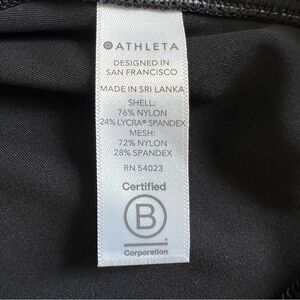 ATHLETA
DESIGNED IN
SAN FRANCISCO
MADE IN SRI LANKA
SHELL:
76% NYLON
24% LYCRA® SPANDEX
MESH:
72% NYLON
28% SPANDEX
RN 54023
Certified
B
Corporation